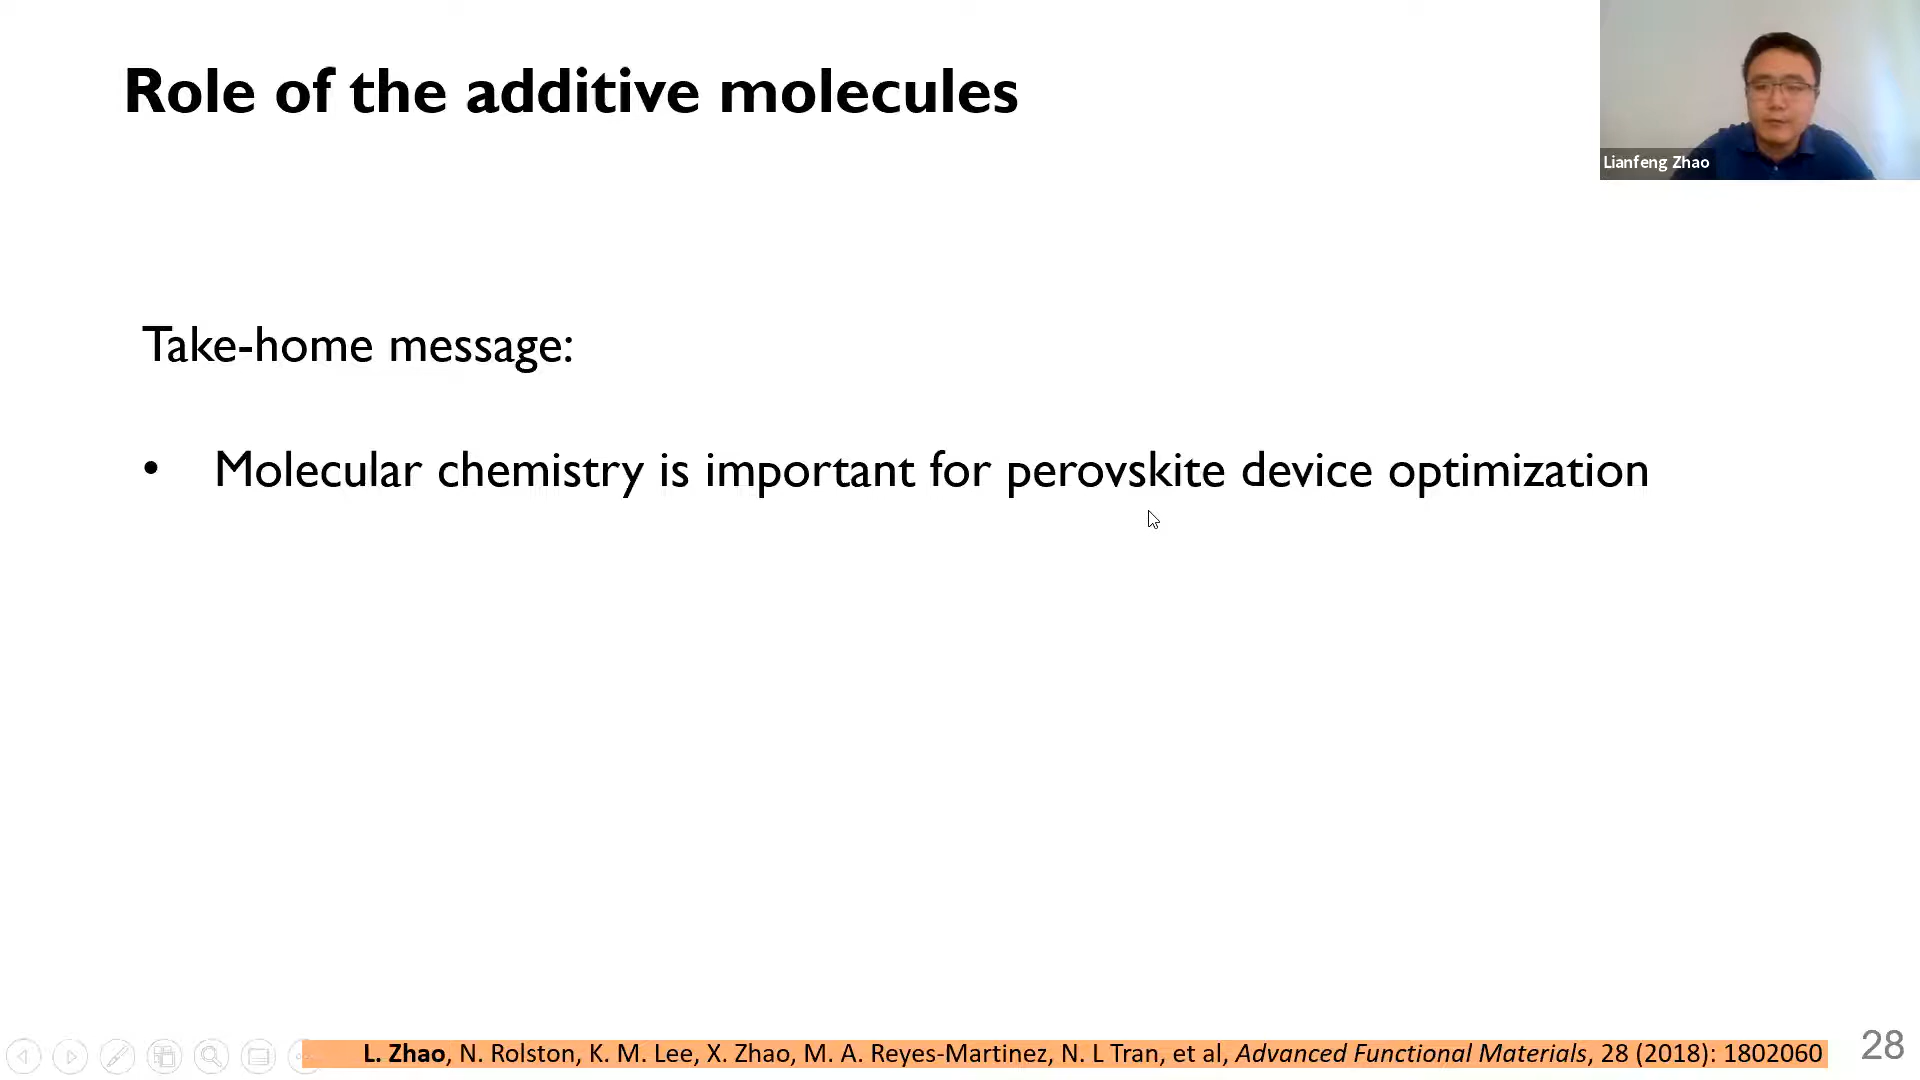 Role of the additive molecules
Lianfeng Zhao
Take-home message:
• Molecular chemistry is important for perovskite device optimization
L. Zhao, N. Rolston, K. M. Lee, X. Zhao, M. A. Reyes-Martinez, N. L Tran, et al, Advanced Functional Materials, 28 (2018): 1802060
28